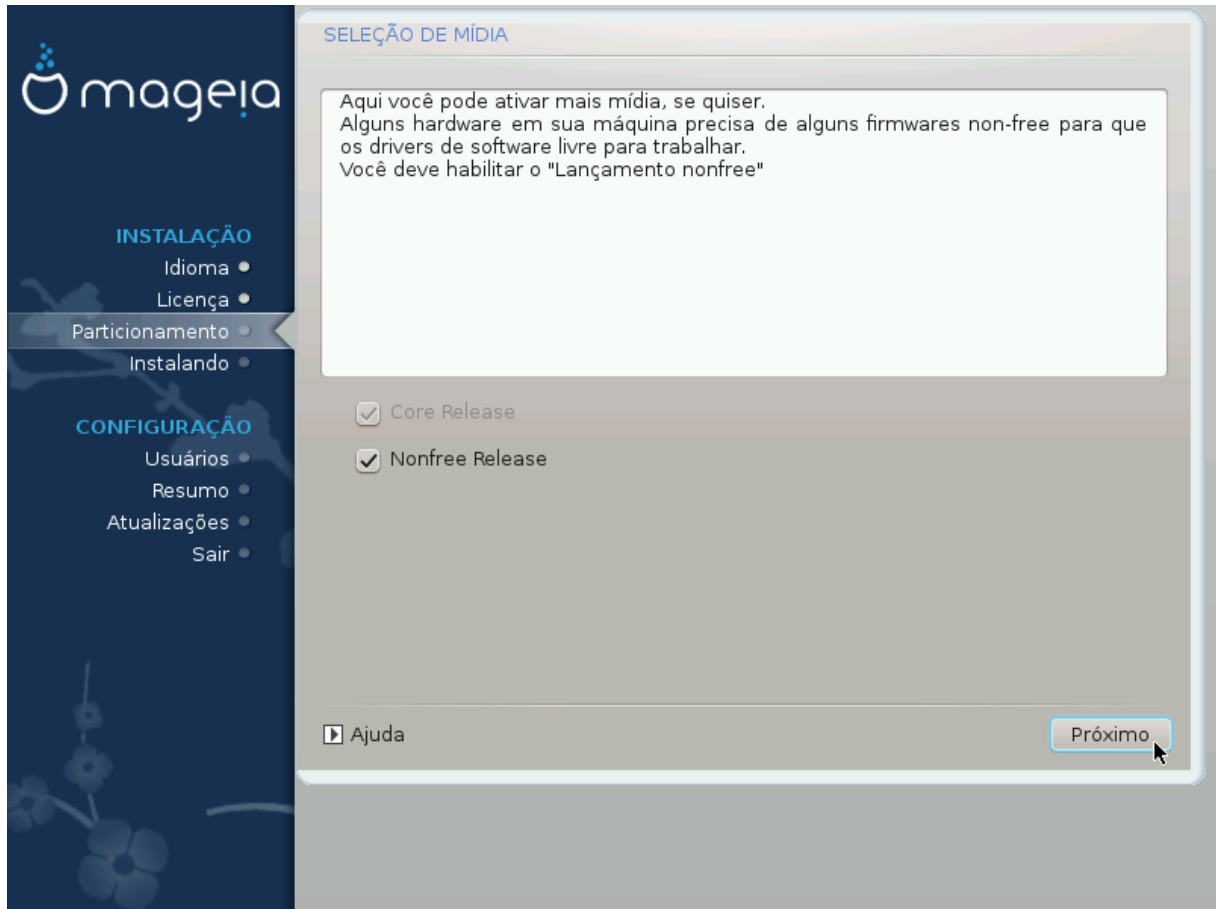 mageia
INSTALAÇÃO
Idioma
Licença
Particionamento
Instalando
CONFIGURAÇÃO
Usuários
Resumo
Atualizações
Sair
SELEÇÃO DE MÍDIA
Aqui você pode ativar mais mídia, se quiser.
Alguns hardware em sua máquina precisa de alguns firmwares non-free para que
os drivers de software livre para trabalhar.
Você deve habilitar o "Lançamento nonfree"
Core Release
Nonfree Release
Ajuda
Próximo